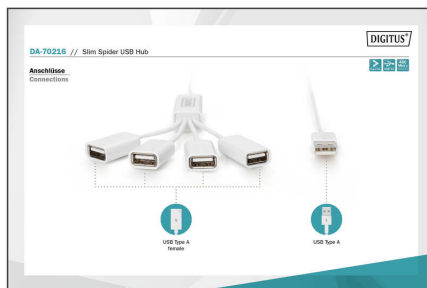 DIGITUS®
DA-70216 // Slim Spider USB Hub
Anschlüsse
Connections
USB Type A
female
USB Type A